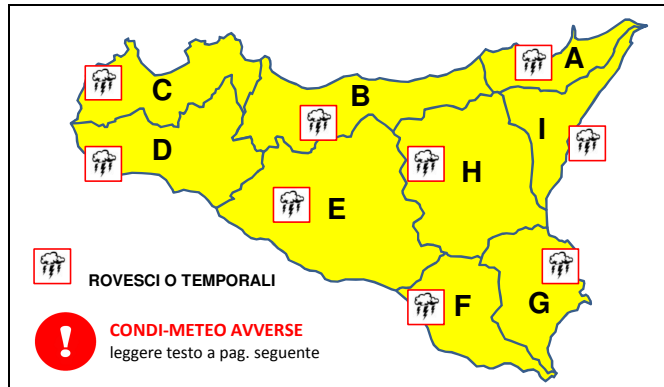 A
C
B
I
D
H
E
F
G
ROVESCI O TEMPORALI
!
CONDI-METEO AVVERSE
leggere testo a pag. seguente